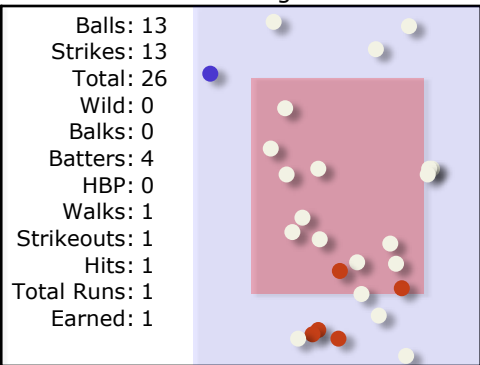 Balls: 13
Strikes: 13
Total: 26
Wild: 0
Balks: 0
Batters: 4
HBP: 0
Walks: 1
Strikeouts: 1
Hits: 1
Total Runs: 1
Earned: 1